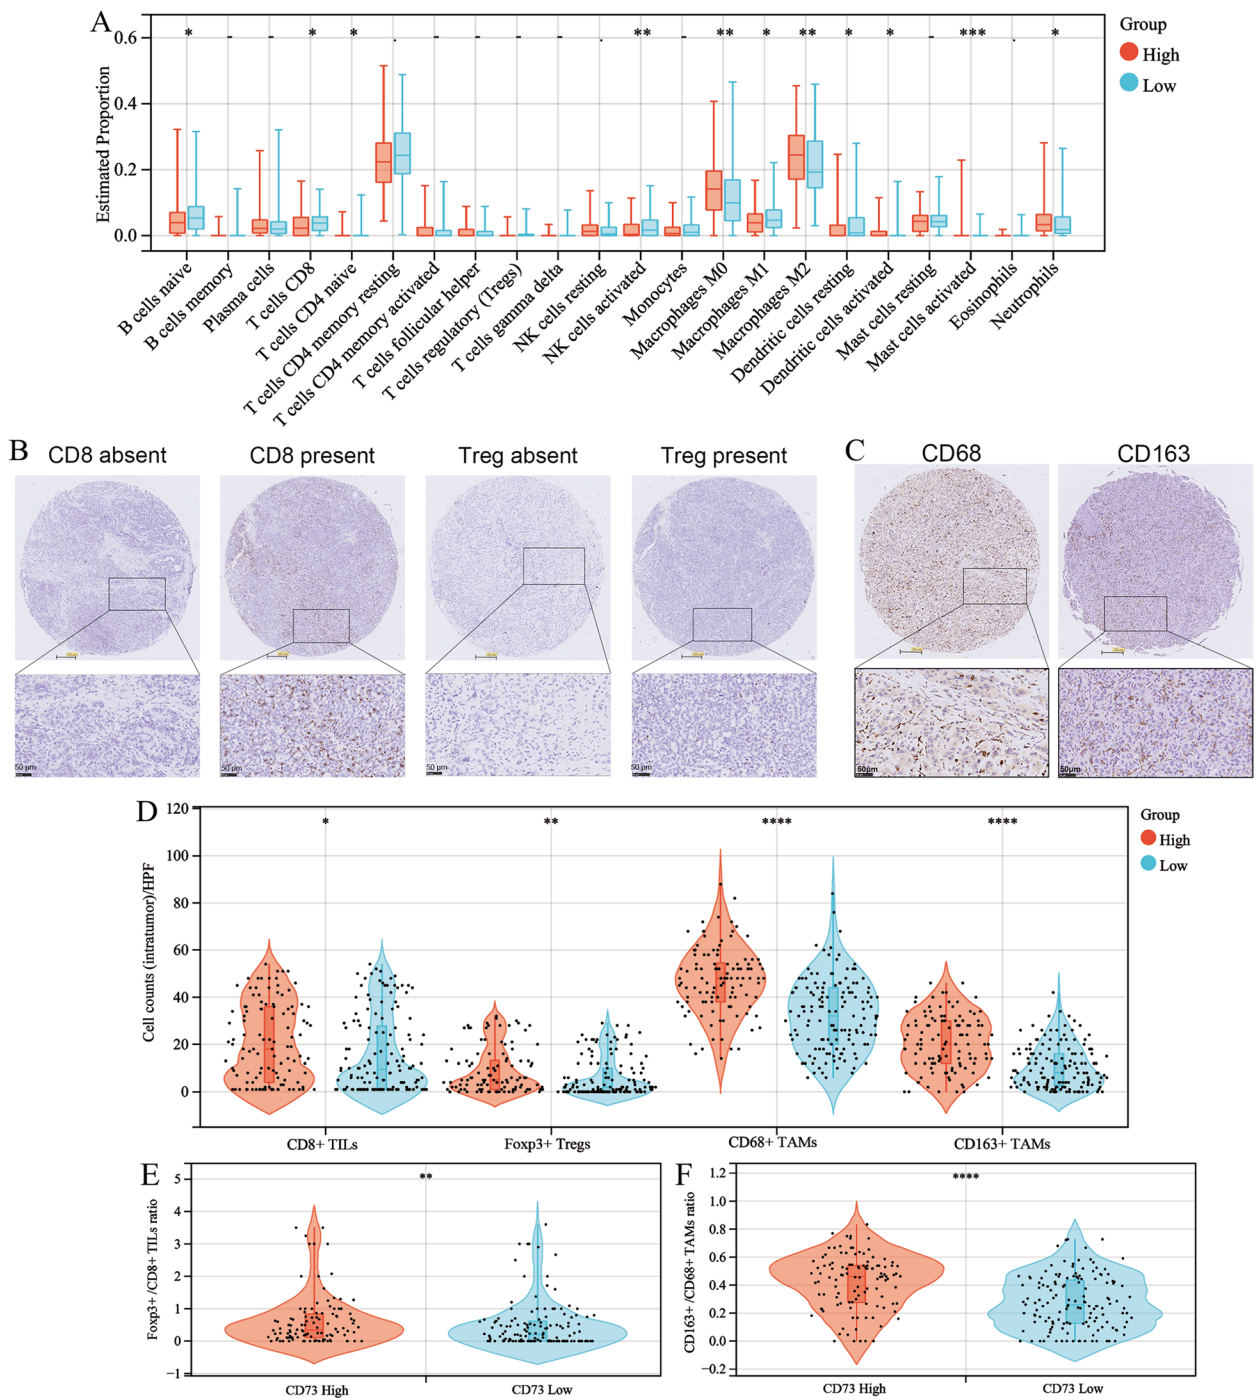 A
Group
High
Low
Estimated Proportion
0.6
0.4
0.2
0.0
* - - * * . - - - - . ** - ** * ** * * - *** . *
B cells naive
B cells memory
Plasma cells
T cells CD8
T cells CD4 naive
T cells CD4 memory resting
T cells CD4 memory activated
T cells follicular helper
T cells regulatory (Tregs)
T cells gamma delta
NK cells resting
NK cells activated
Monocytes
Macrophages M0
Macrophages M1
Macrophages M2
Dendritic cells resting
Dendritic cells activated
Mast cells resting
Mast cells activated
Eosinophils
Neutrophils
B
CD8 absent
CD8 present
Treg absent
Treg present
50 µm
50 µm
50 µm
50 µm
C
CD68
CD163
50µm
50µm
D
Group
High
Low
Cell counts (intratumor)/HPF
120
100
80
60
40
20
0
* ** **** ****
CD8+ TILs
Foxp3+ Tregs
CD68+ TAMs
CD163+ TAMs
E
Foxp3+ /CD8+ TILs ratio
5
4
3
2
1
0
−1
**
CD73 High
CD73 Low
F
CD163+ /CD68+ TAMs ratio
1.2
1.0
0.8
0.6
0.4
0.2
0.0
−0.2
****
CD73 High
CD73 Low